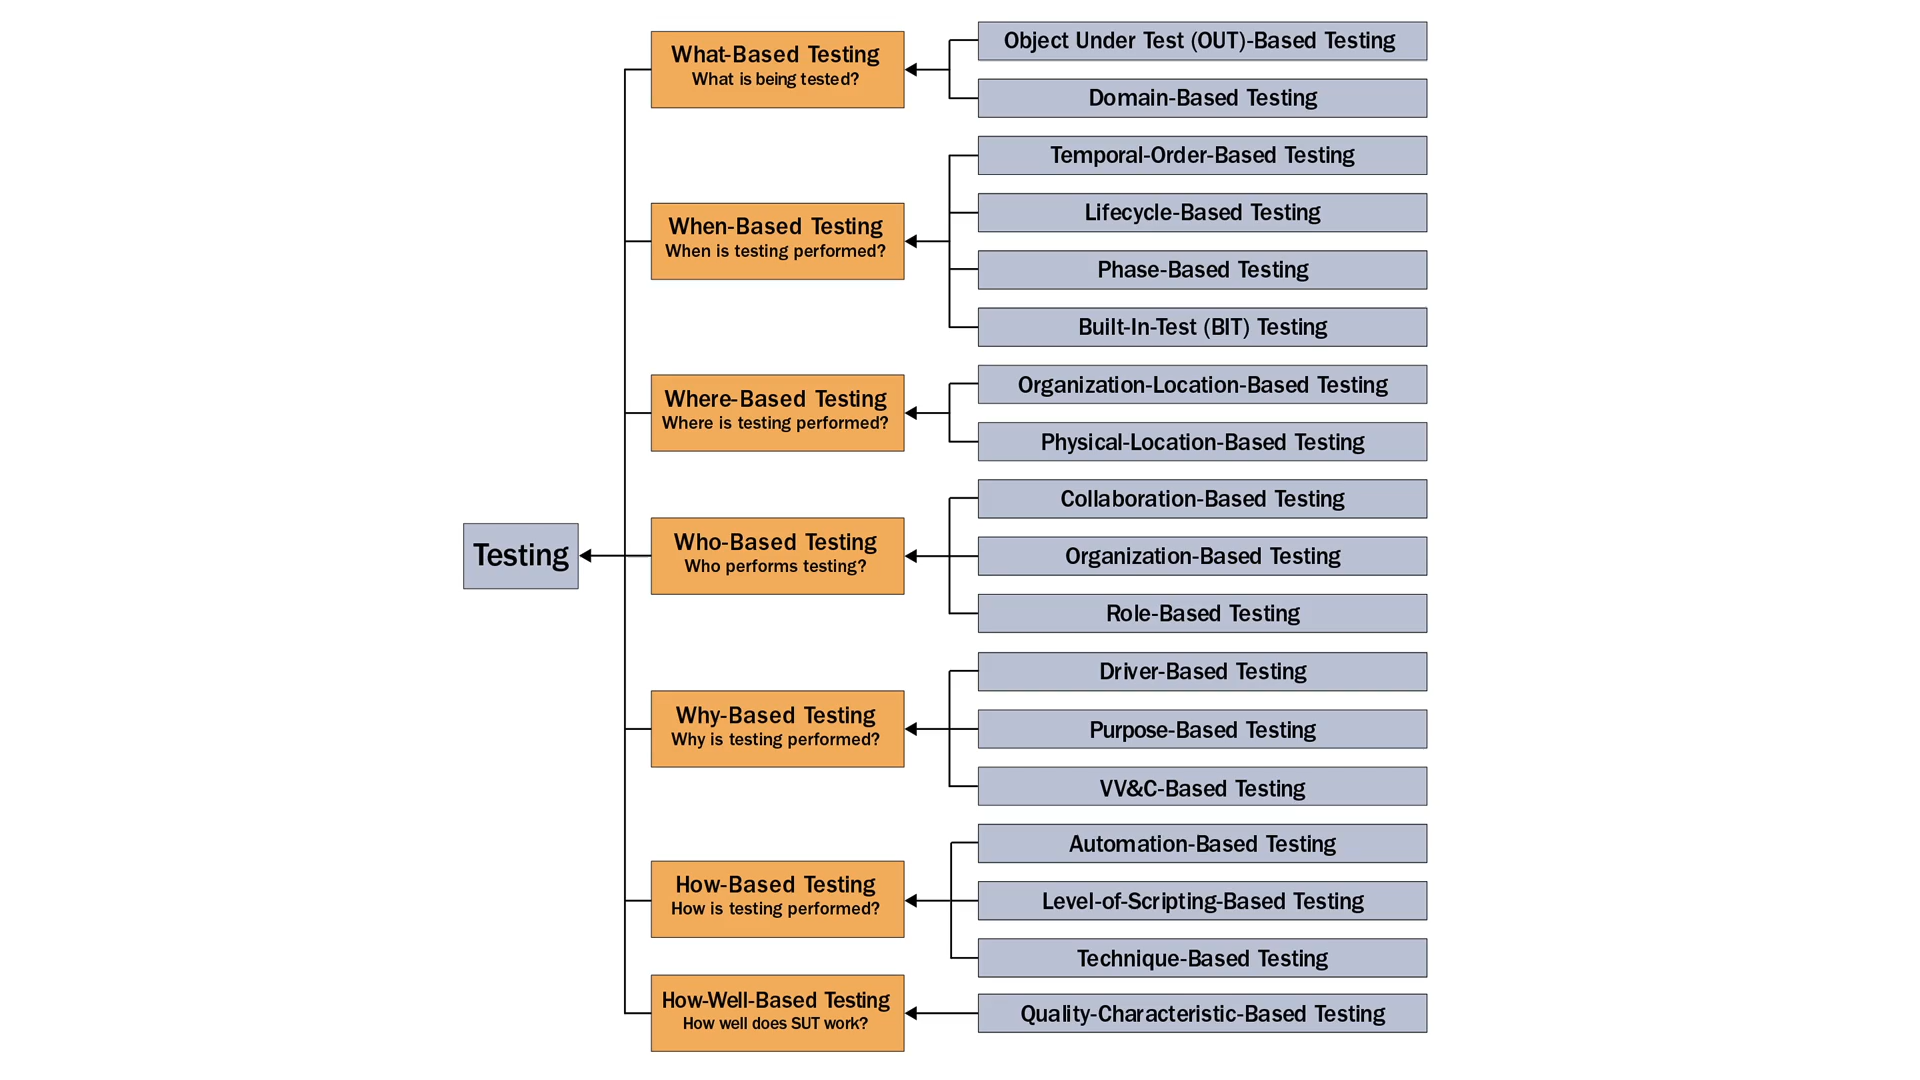 Testing
What-Based Testing
What is being tested?
Object Under Test (OUT)-Based Testing
Domain-Based Testing
When-Based Testing
When is testing performed?
Temporal-Order-Based Testing
Lifecycle-Based Testing
Phase-Based Testing
Built-In-Test (BIT) Testing
Where-Based Testing
Where is testing performed?
Organization-Location-Based Testing
Physical-Location-Based Testing
Who-Based Testing
Who performs testing?
Collaboration-Based Testing
Organization-Based Testing
Role-Based Testing
Why-Based Testing
Why is testing performed?
Driver-Based Testing
Purpose-Based Testing
VV&C-Based Testing
How-Based Testing
How is testing performed?
Automation-Based Testing
Level-of-Scripting-Based Testing
Technique-Based Testing
How-Well-Based Testing
How well does SUT work?
Quality-Characteristic-Based Testing